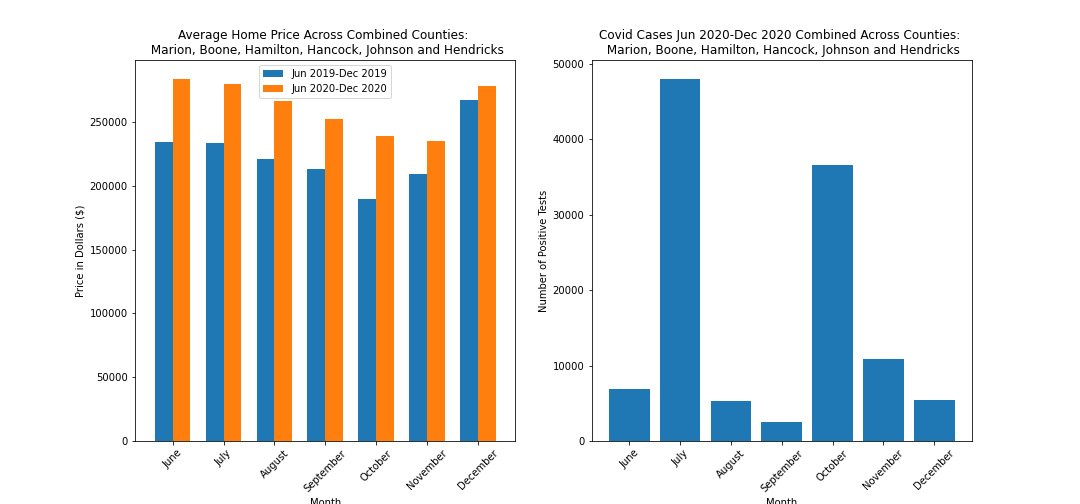 Average Home Price Across Combined Counties:
Marion, Boone, Hamilton, Hancock, Johnson and Hendricks
Jun 2019-Dec 2019
Jun 2020-Dec 2020
Price in Dollars ($)
250000
200000
150000
100000
50000
0
June
July
August
September
October
November
December
Month
Covid Cases Jun 2020-Dec 2020 Combined Across Counties:
Marion, Boone, Hamilton, Hancock, Johnson and Hendricks
Number of Positive Tests
50000
40000
30000
20000
10000
0
June
July
August
September
October
November
December
Month